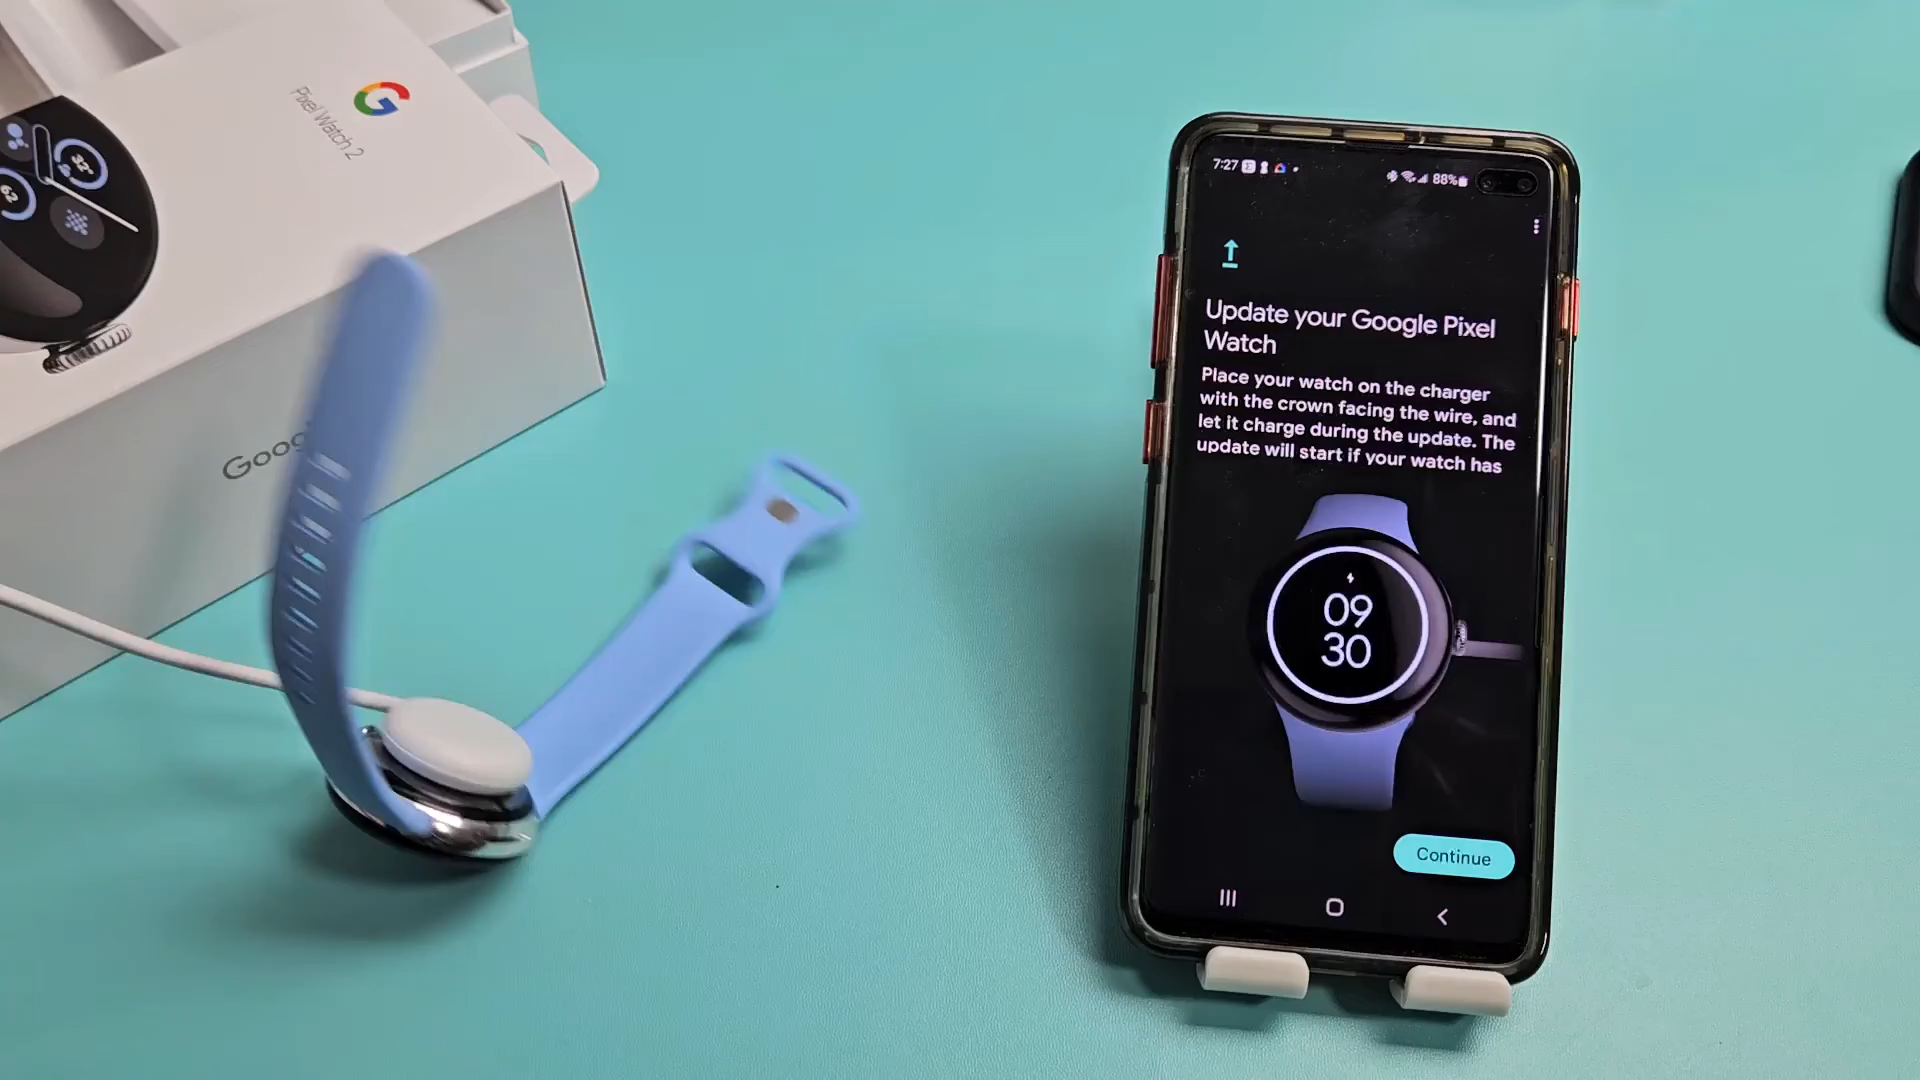 G
Pixel Watch 2
32°
62
Goog
7:27
88%
Update your Google Pixel
Watch
Place your watch on the charger
with the crown facing the wire, and
let it charge during the update. The
update will start if your watch has
09
30
Continue